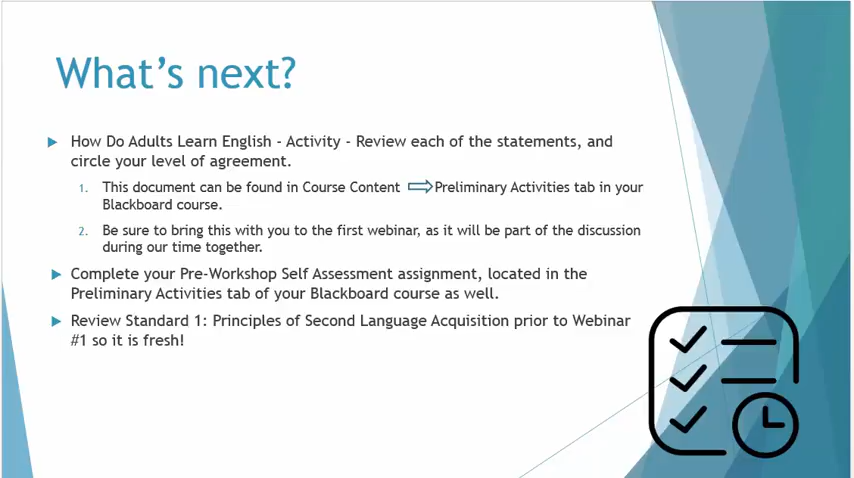 What's next?
How Do Adults Learn English - Activity - Review each of the statements, and
circle your level of agreement.
1. This document can be found in Course Content Preliminary Activities tab in your
Blackboard course.
2. Be sure to bring this with you to the first webinar, as it will be part of the discussion
during our time together.
Complete your Pre-Workshop Self Assessment assignment, located in the
Preliminary Activities tab of your Blackboard course as well.
Review Standard 1: Principles of Second Language Acquisition prior to Webinar
#1 so it is fresh!